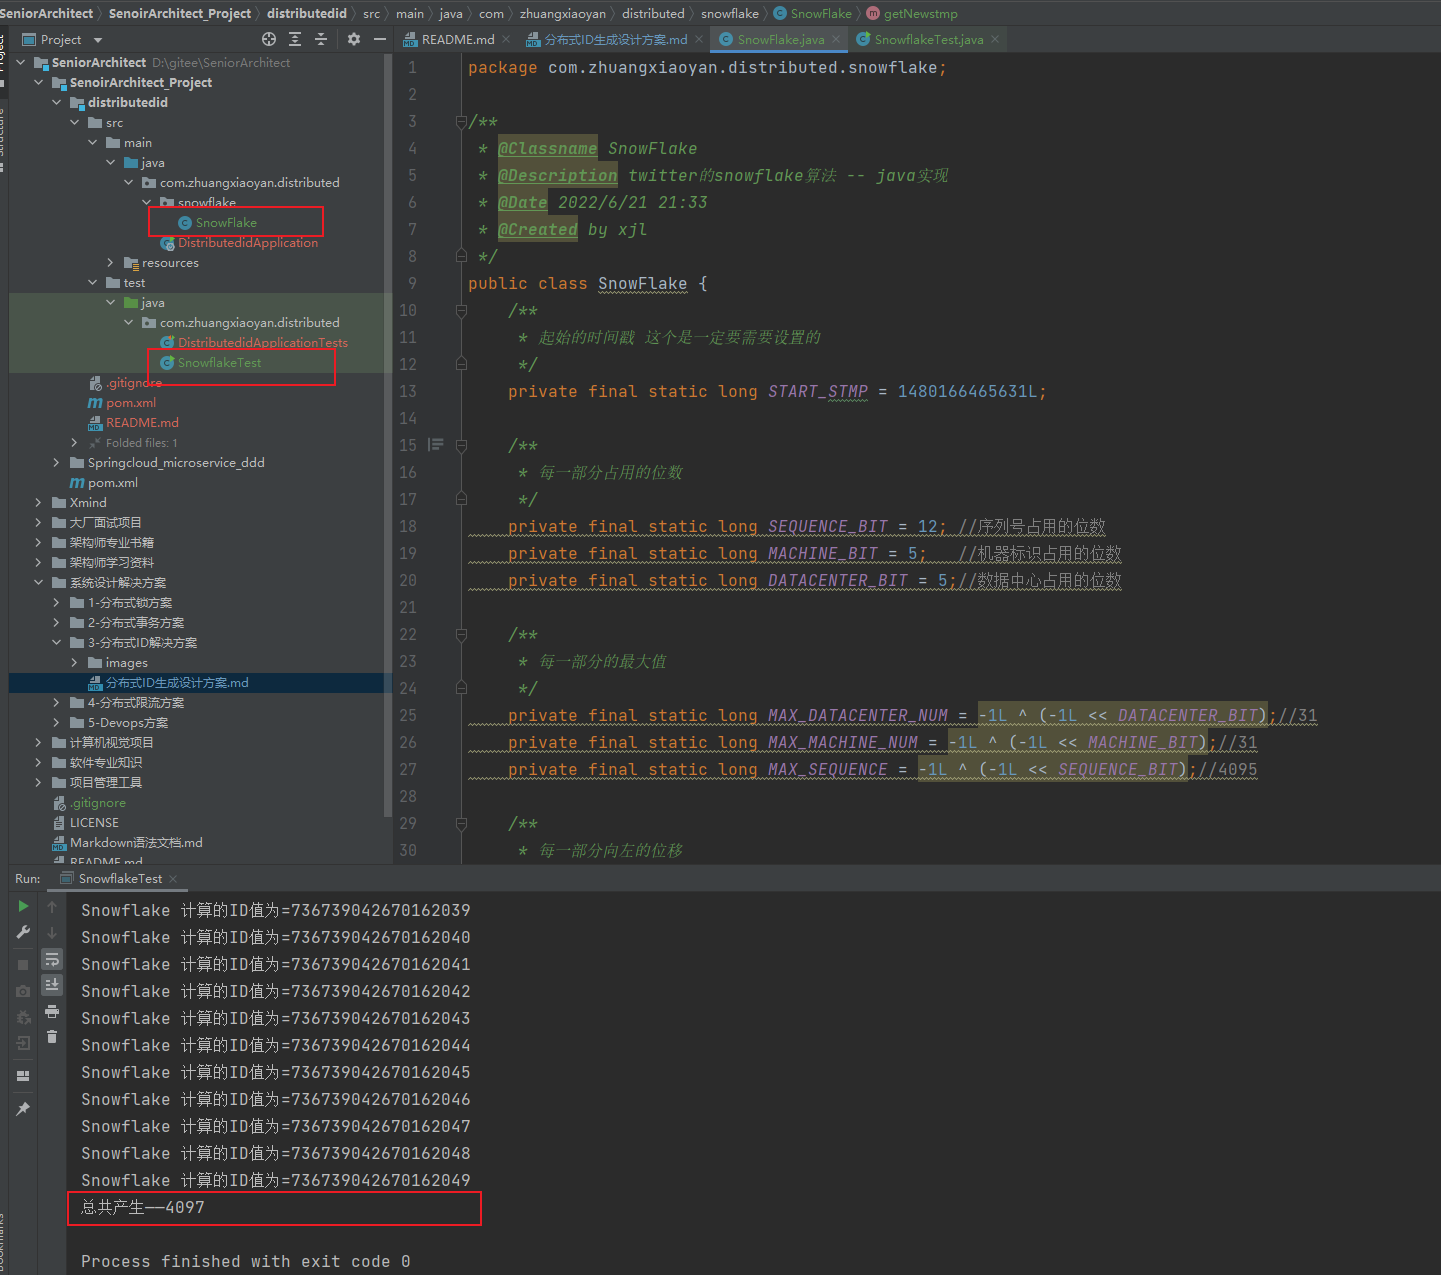 SeniorArchitect SenoirArchitect_Project distributedid src main java com zhuangxiaoyan distributed snowflake SnowFlake getNewstmp
Project
README.md
分布式ID生成设计方案.md
SnowFlake.java
SnowflakeTest.java
SeniorArchitect D:\gitee\SeniorArchitect
SenoirArchitect_Project
distributedid
src
main
java
com.zhuangxiaoyan.distributed
snowflake
SnowFlake
DistributedidApplication
resources
test
java
com.zhuangxiaoyan.distributed
DistributedidApplicationTests
SnowflakeTest
.gitignore
pom.xml
README.md
Folded files: 1
Springcloud_microservice_ddd
pom.xml
Xmind
大厂面试项目
架构师专业书籍
架构师学习资料
系统设计解决方案
1-分布式锁方案
2-分布式事务方案
3-分布式ID解决方案
images
分布式ID生成设计方案.md
4-分布式限流方案
5-Devops方案
计算机视觉项目
软件专业知识
项目管理工具
.gitignore
LICENSE
Markdown语法文档.md
README.md
1 package com.zhuangxiaoyan.distributed.snowflake;
2
3 /**
4 * @Classname SnowFlake
5 * @Description twitter的snowflake算法 -- java实现
6 * @Date 2022/6/21 21:33
7 * @Created by xjl
8 */
9 public class SnowFlake {
10 /**
11 * 起始的时间戳 这个是一定要需要设置的
12 */
13 private final static long START_STMP = 1480166465631L;
14
15 /**
16 * 每一部分占用的位数
17 */
18 private final static long SEQUENCE_BIT = 12; //序列号占用的位数
19 private final static long MACHINE_BIT = 5; //机器标识占用的位数
20 private final static long DATACENTER_BIT = 5;//数据中心占用的位数
21
22 /**
23 * 每一部分的最大值
24 */
25 private final static long MAX_DATACENTER_NUM = -1L ^ (-1L << DATACENTER_BIT);//31
26 private final static long MAX_MACHINE_NUM = -1L ^ (-1L << MACHINE_BIT);//31
27 private final static long MAX_SEQUENCE = -1L ^ (-1L << SEQUENCE_BIT);//4095
28
29 /**
30 * 每一部分向左的位移
Run: SnowflakeTest
Snowflake 计算的ID值为=736739042670162039
Snowflake 计算的ID值为=736739042670162040
Snowflake 计算的ID值为=736739042670162041
Snowflake 计算的ID值为=736739042670162042
Snowflake 计算的ID值为=736739042670162043
Snowflake 计算的ID值为=736739042670162044
Snowflake 计算的ID值为=736739042670162045
Snowflake 计算的ID值为=736739042670162046
Snowflake 计算的ID值为=736739042670162047
Snowflake 计算的ID值为=736739042670162048
Snowflake 计算的ID值为=736739042670162049
总共产生——4097
Process finished with exit code 0